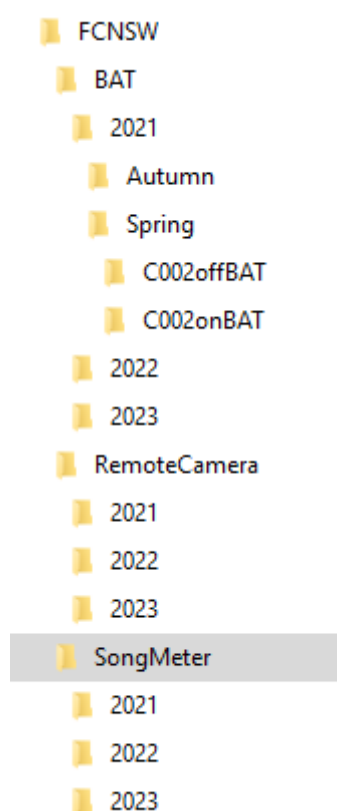 FCNSW
BAT
2021
Autumn
Spring
C002offBAT
C002onBAT
2022
2023
RemoteCamera
2021
2022
2023
SongMeter
2021
2022
2023